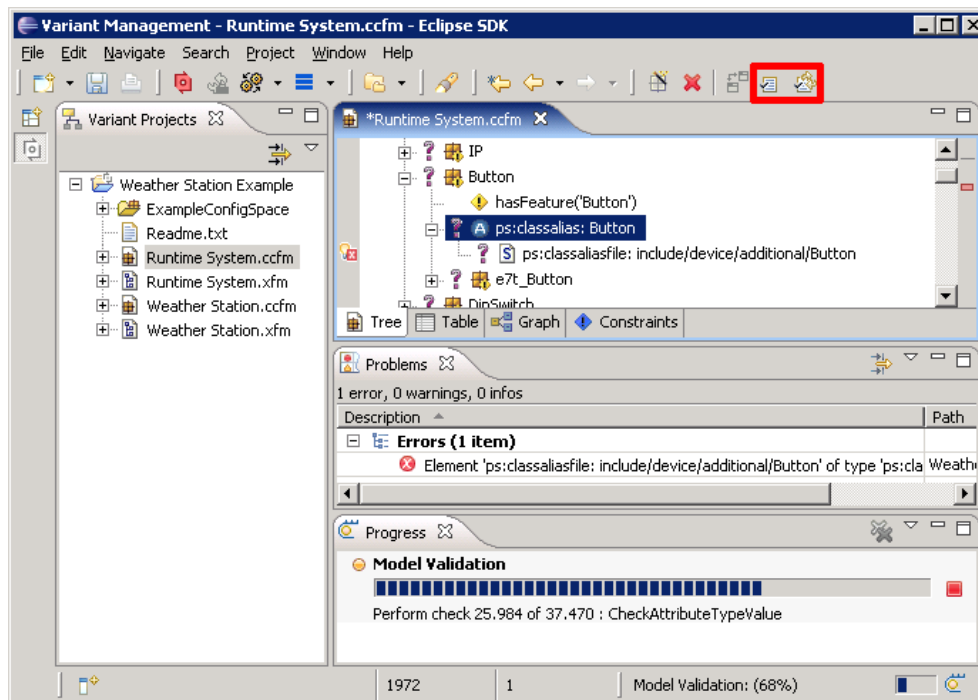 Variant Management - Runtime System.ccfm - Eclipse SDK
File Edit Navigate Search Project Window Help
Variant Projects
Weather Station Example
ExampleConfigSpace
Readme.txt
Runtime System.ccfm
Runtime System.xfm
Weather Station.ccfm
Weather Station.xfm
*Runtime System.ccfm
IP
Button
hasFeature('Button')
ps:classalias: Button
ps:classaliasfile: include/device/additional/Button
e7t_Button
DipSwitch
Tree Table Graph Constraints
Problems
1 error, 0 warnings, 0 infos
Description Path
Errors (1 item)
Element 'ps:classaliasfile: include/device/additional/Button' of type 'ps:cla Weath
Progress
Model Validation
Perform check 25.984 of 37.470 : CheckAttributeTypeValue
1972 1 Model Validation: (68%)